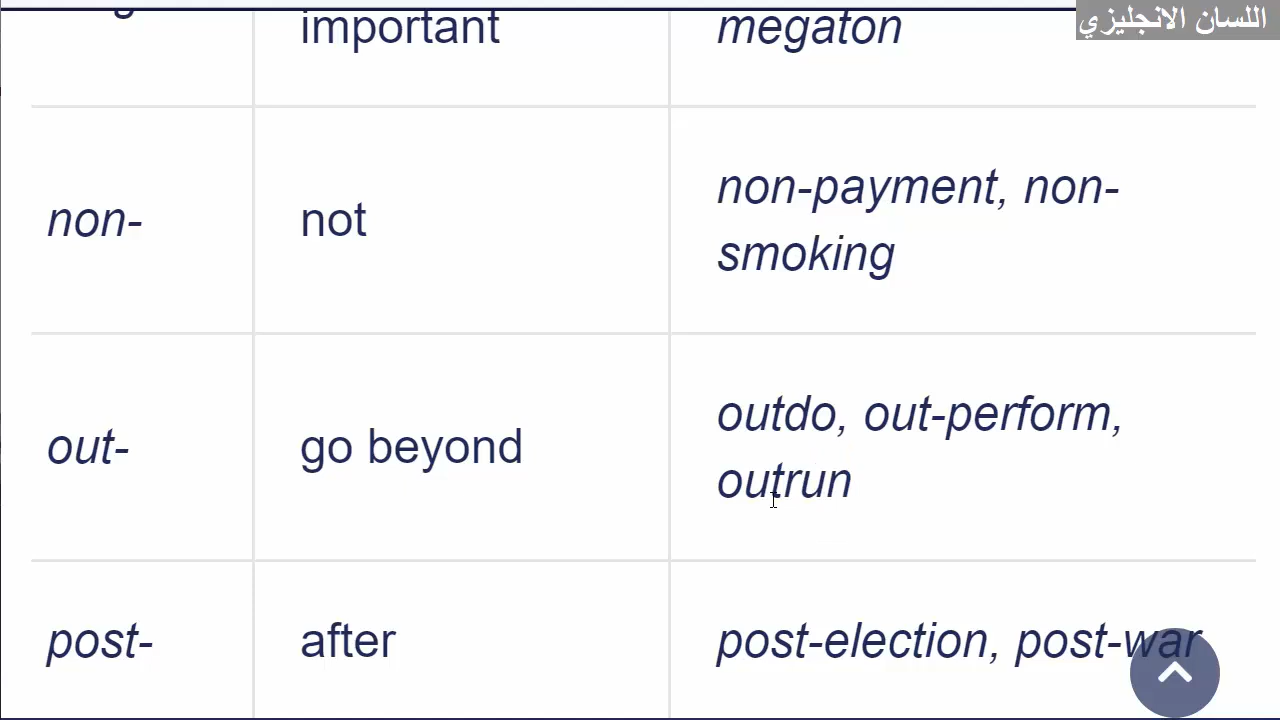 اللسان الانجليزي
important
megaton
non-
not
non-payment, non-
smoking
out-
go beyond
outdo, out-perform,
outrun
post-
after
post-election, post-war